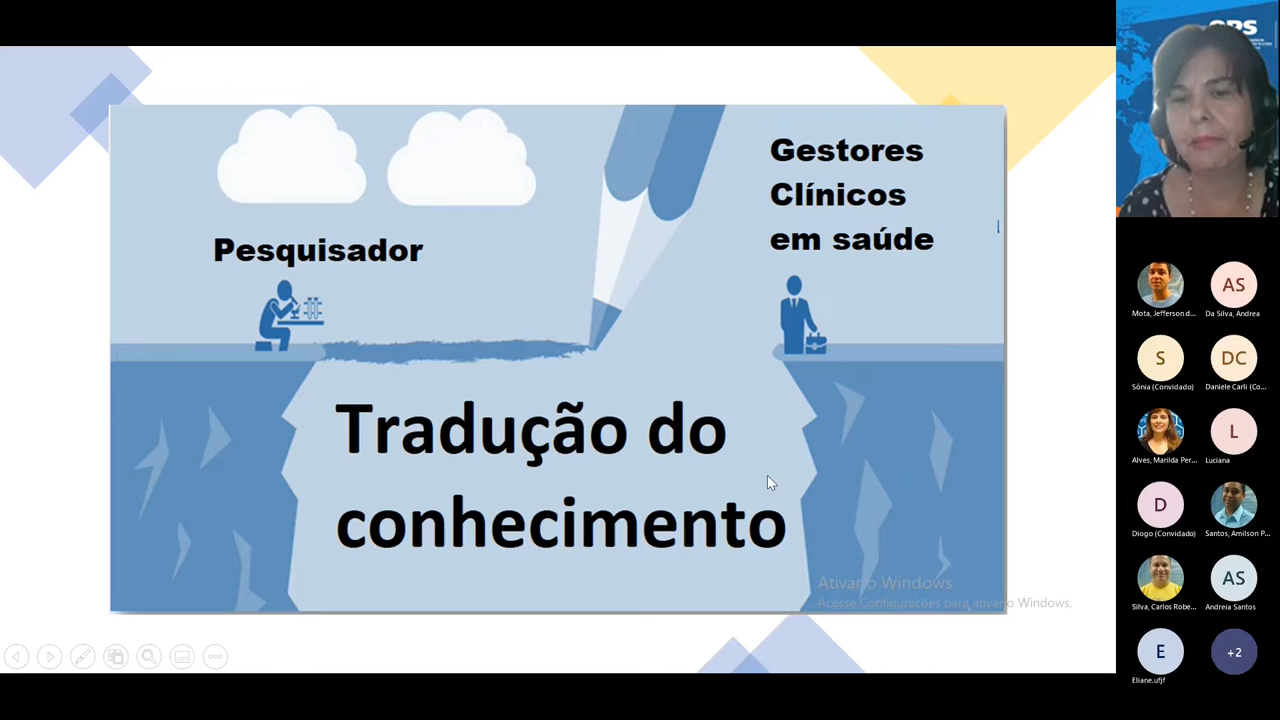 Pesquisador
Gestores
Clínicos
em saúde
Tradução do
conhecimento
Ativar o Windows
Acesse Configurações para ativar o Windows.
OPS
Mota, Jefferson d...
AS
Da Silva, Andrea
S
Sônia (Convidado)
DC
Daniele Carli (Co...
Alves, Marilda Per...
L
Luciana
D
Diogo (Convidado)
Santos, Amilson P...
Silva, Carlos Robe...
AS
Andreia Santos
E
Eliane.ufjf
+2